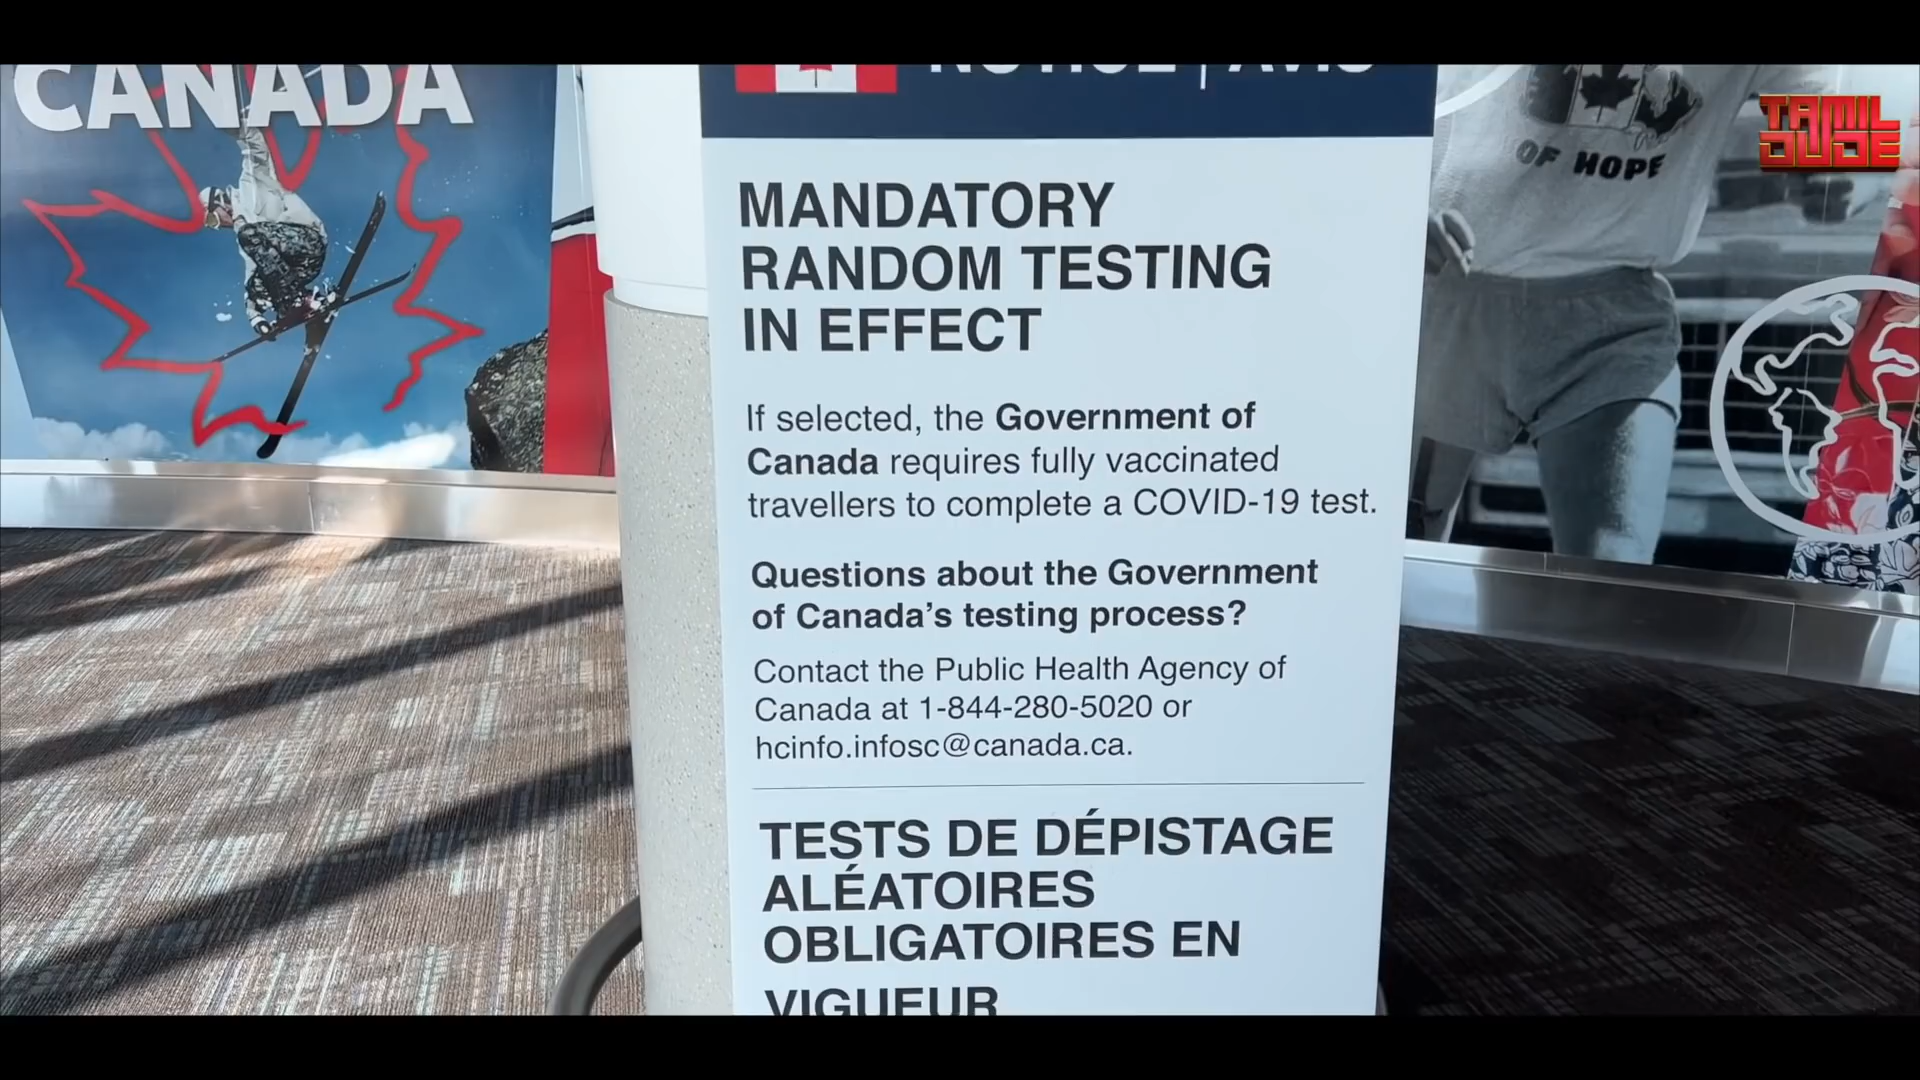 CANADA
NOTICE | AVIS
TAMIL
DUDE
OF HOPE
MANDATORY
RANDOM TESTING
IN EFFECT
If selected, the Government of
Canada requires fully vaccinated
travellers to complete a COVID-19 test.
Questions about the Government
of Canada’s testing process?
Contact the Public Health Agency of
Canada at 1-844-280-5020 or
hcinfo.infosc@canada.ca.
TESTS DE DÉPISTAGE
ALÉATOIRES
OBLIGATOIRES EN
VIGUEUR